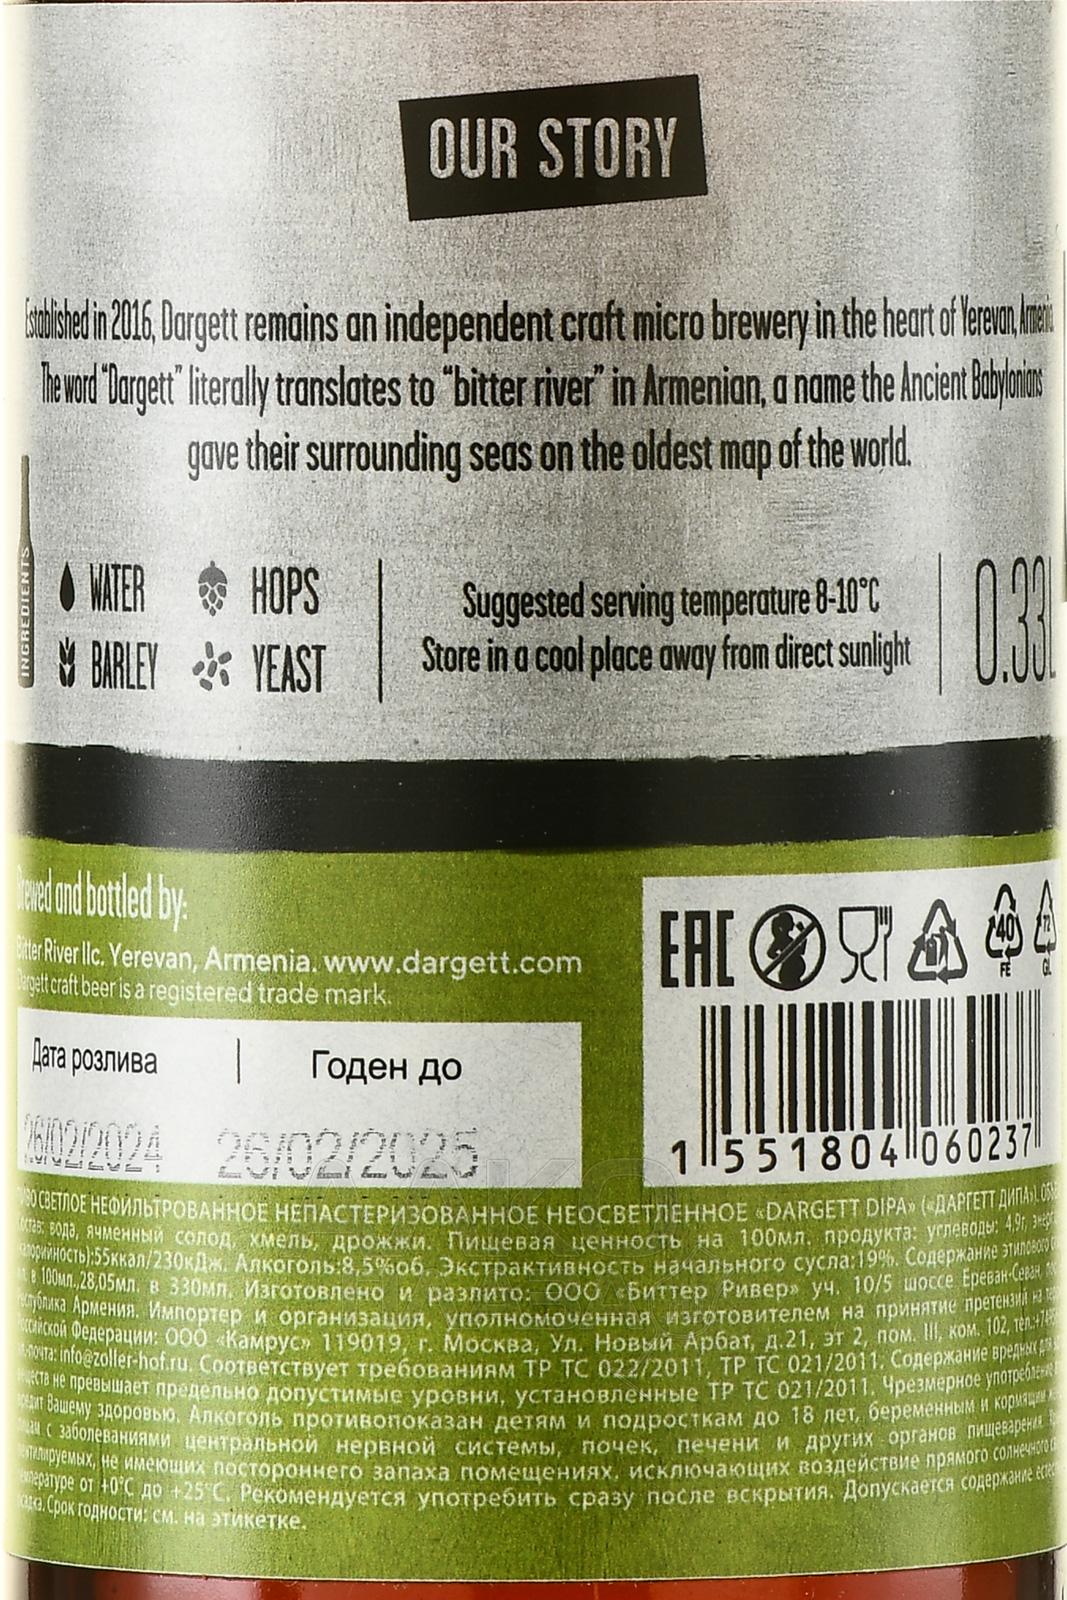 OUR STORY
Established in 2016, Dargett remains an independent craft micro brewery in the heart of Yerevan, Armenia.
The word “Dargett” literally translates to “bitter river” in Armenian, a name the Ancient Babylonians
gave their surrounding seas on the oldest map of the world.
INGREDIENTS
WATER
HOPS
BARLEY
YEAST
Suggested serving temperature 8-10°C
Store in a cool place away from direct sunlight
0.33L
Brewed and bottled by:
Bitter River llc. Yerevan, Armenia. www.dargett.com
Dargett craft beer is a registered trade mark.
Дата розлива | Годен до
26/02/2024 26/02/2025
EAC
40
FE
72
GL
1 551804 060237
СВЕТЛОЕ НЕФИЛЬТРОВАННОЕ НЕПАСТЕРИЗОВАННОЕ НЕОСВЕТЛЕННОЕ «DARGETT DIPA» («ДАРГЕТТ ДИПА»).
вода, ячменный солод, хмель, дрожжи. Пищевая ценность на 100мл. продукта: углеводы: 4,9г,
55ккал/230кДж. Алкоголь:8,5%об. Экстрактивность начального сусла:19%. Содержание этилового
в 100мл.,28,05мл. в 330мл. Изготовлено и разлито: ООО «Биттер Ривер» уч. 10/5 шоссе Ереван-Севан,
Армения. Импортер и организация, уполномоченная изготовителем на принятие претензий на
Федерации: ООО «Камрус» 119019, г. Москва, Ул. Новый Арбат, д.21, эт 2, пом. III, ком. 102,
info@zoller-hof.ru. Соответствует требованиям ТР ТС 022/2011, ТР ТС 021/2011. Содержание вредных
не превышает предельно допустимые уровни, установленные ТР ТС 021/2011. Чрезмерное употребление
Вашему здоровью. Алкоголь противопоказан детям и подросткам до 18 лет, беременным и кормящим
с заболеваниями центральной нервной системы, почек, печени и других органов пищеварения.
не имеющих постороннего запаха помещениях, исключающих воздействие прямого солнечного
от +0°С до +25°С. Рекомендуется употребить сразу после вскрытия. Допускается содержание
Срок годности: см. на этикетке.